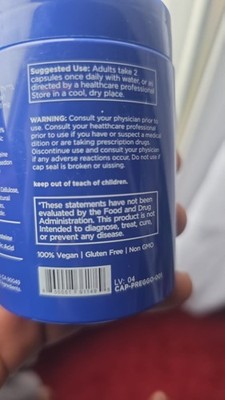 Suggested Use: Adults take 2
capsules once daily with water, or as
directed by a healthcare professional.
Store in a cool, dry place.
WARNING: Consult your physician prior to
use. Consult your healthcare professional
prior to use if you have or suspect a medical
dition or are taking prescription drugs.
Discontinue use and consult your physician
if any adverse reactions occur. Do not use if
cap seal is broken or uissing.
keep out of teach of children.
*These statements have not been
evaluated by the Food and Drug
Administration. This product is not
Intended to diagnose, treat, cure,
or prevent any disease.
100% Vegan | Gluten Free | Non GMO
LV: 04
Cellulose,
Acid